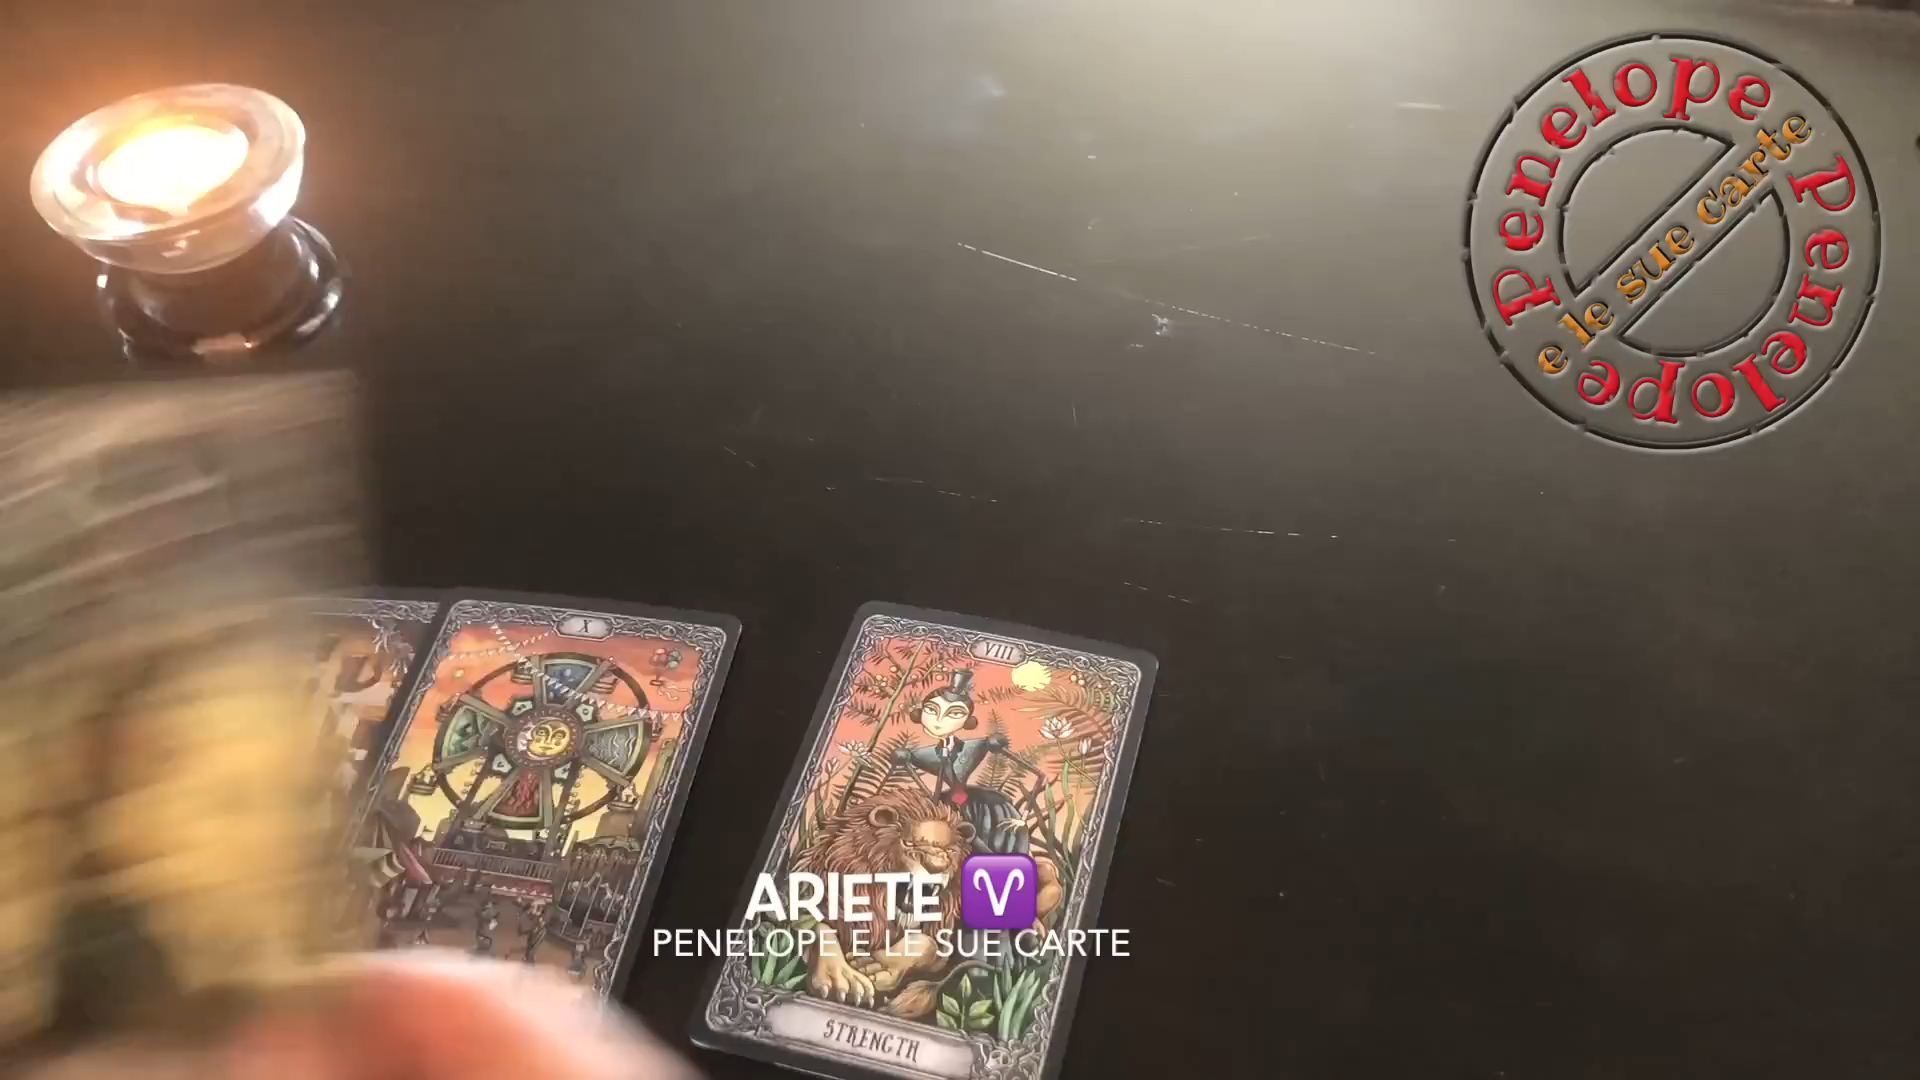 Penelope Penelope
e le sue carte
X
VIII
ARIETE ♈
PENELOPE E LE SUE CARTE
STRENGTH